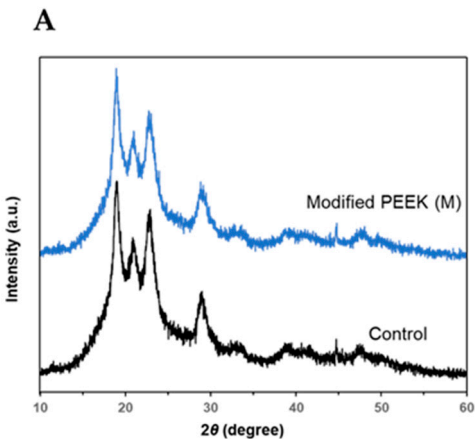 A
Modified PEEK (M)
Control
Intensity (a.u.)
10 20 30 40 50 60
2θ (degree)